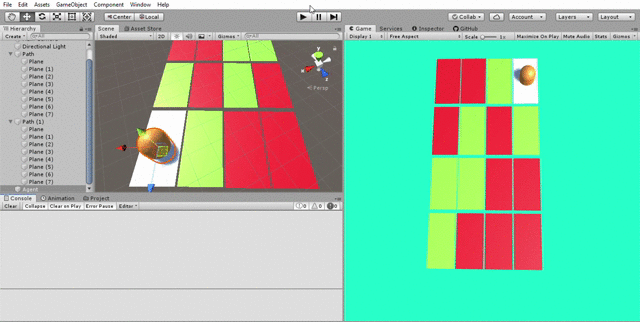 File Edit Assets GameObject Component Window Help
Center Local
Collab Account Layers Layout
Hierarchy
Scene Asset Store
Game Services Inspector GitHub
Create
Shaded 2D Gizmos All
Display 1 Free Aspect Scale 1x Maximize On Play Mute Audio Stats Gizmos
Directional Light
Path
Plane
Plane (1)
Plane (2)
Plane (3)
Plane (4)
Plane (5)
Plane (6)
Plane (7)
Path (1)
Plane
Plane (1)
Plane (2)
Plane (3)
Plane (4)
Plane (5)
Plane (6)
Plane (7)
Agent
y
x
z
Persp
Console Animation Project
Clear Collapse Clear on Play Error Pause Editor
0 0 0